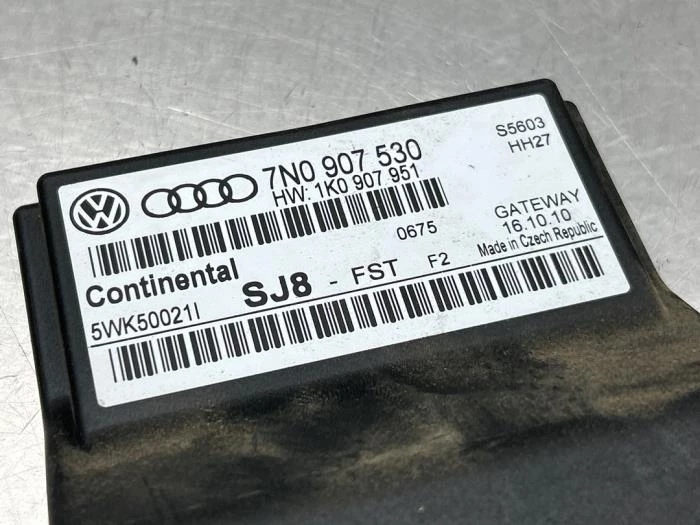 S5603
HH27
7N0 907 530
HW: 1K0 907 951
0675
GATEWAY
16.10.10
Made in Czech Republic
Continental
SJ8 - FST F2
5WK50021I